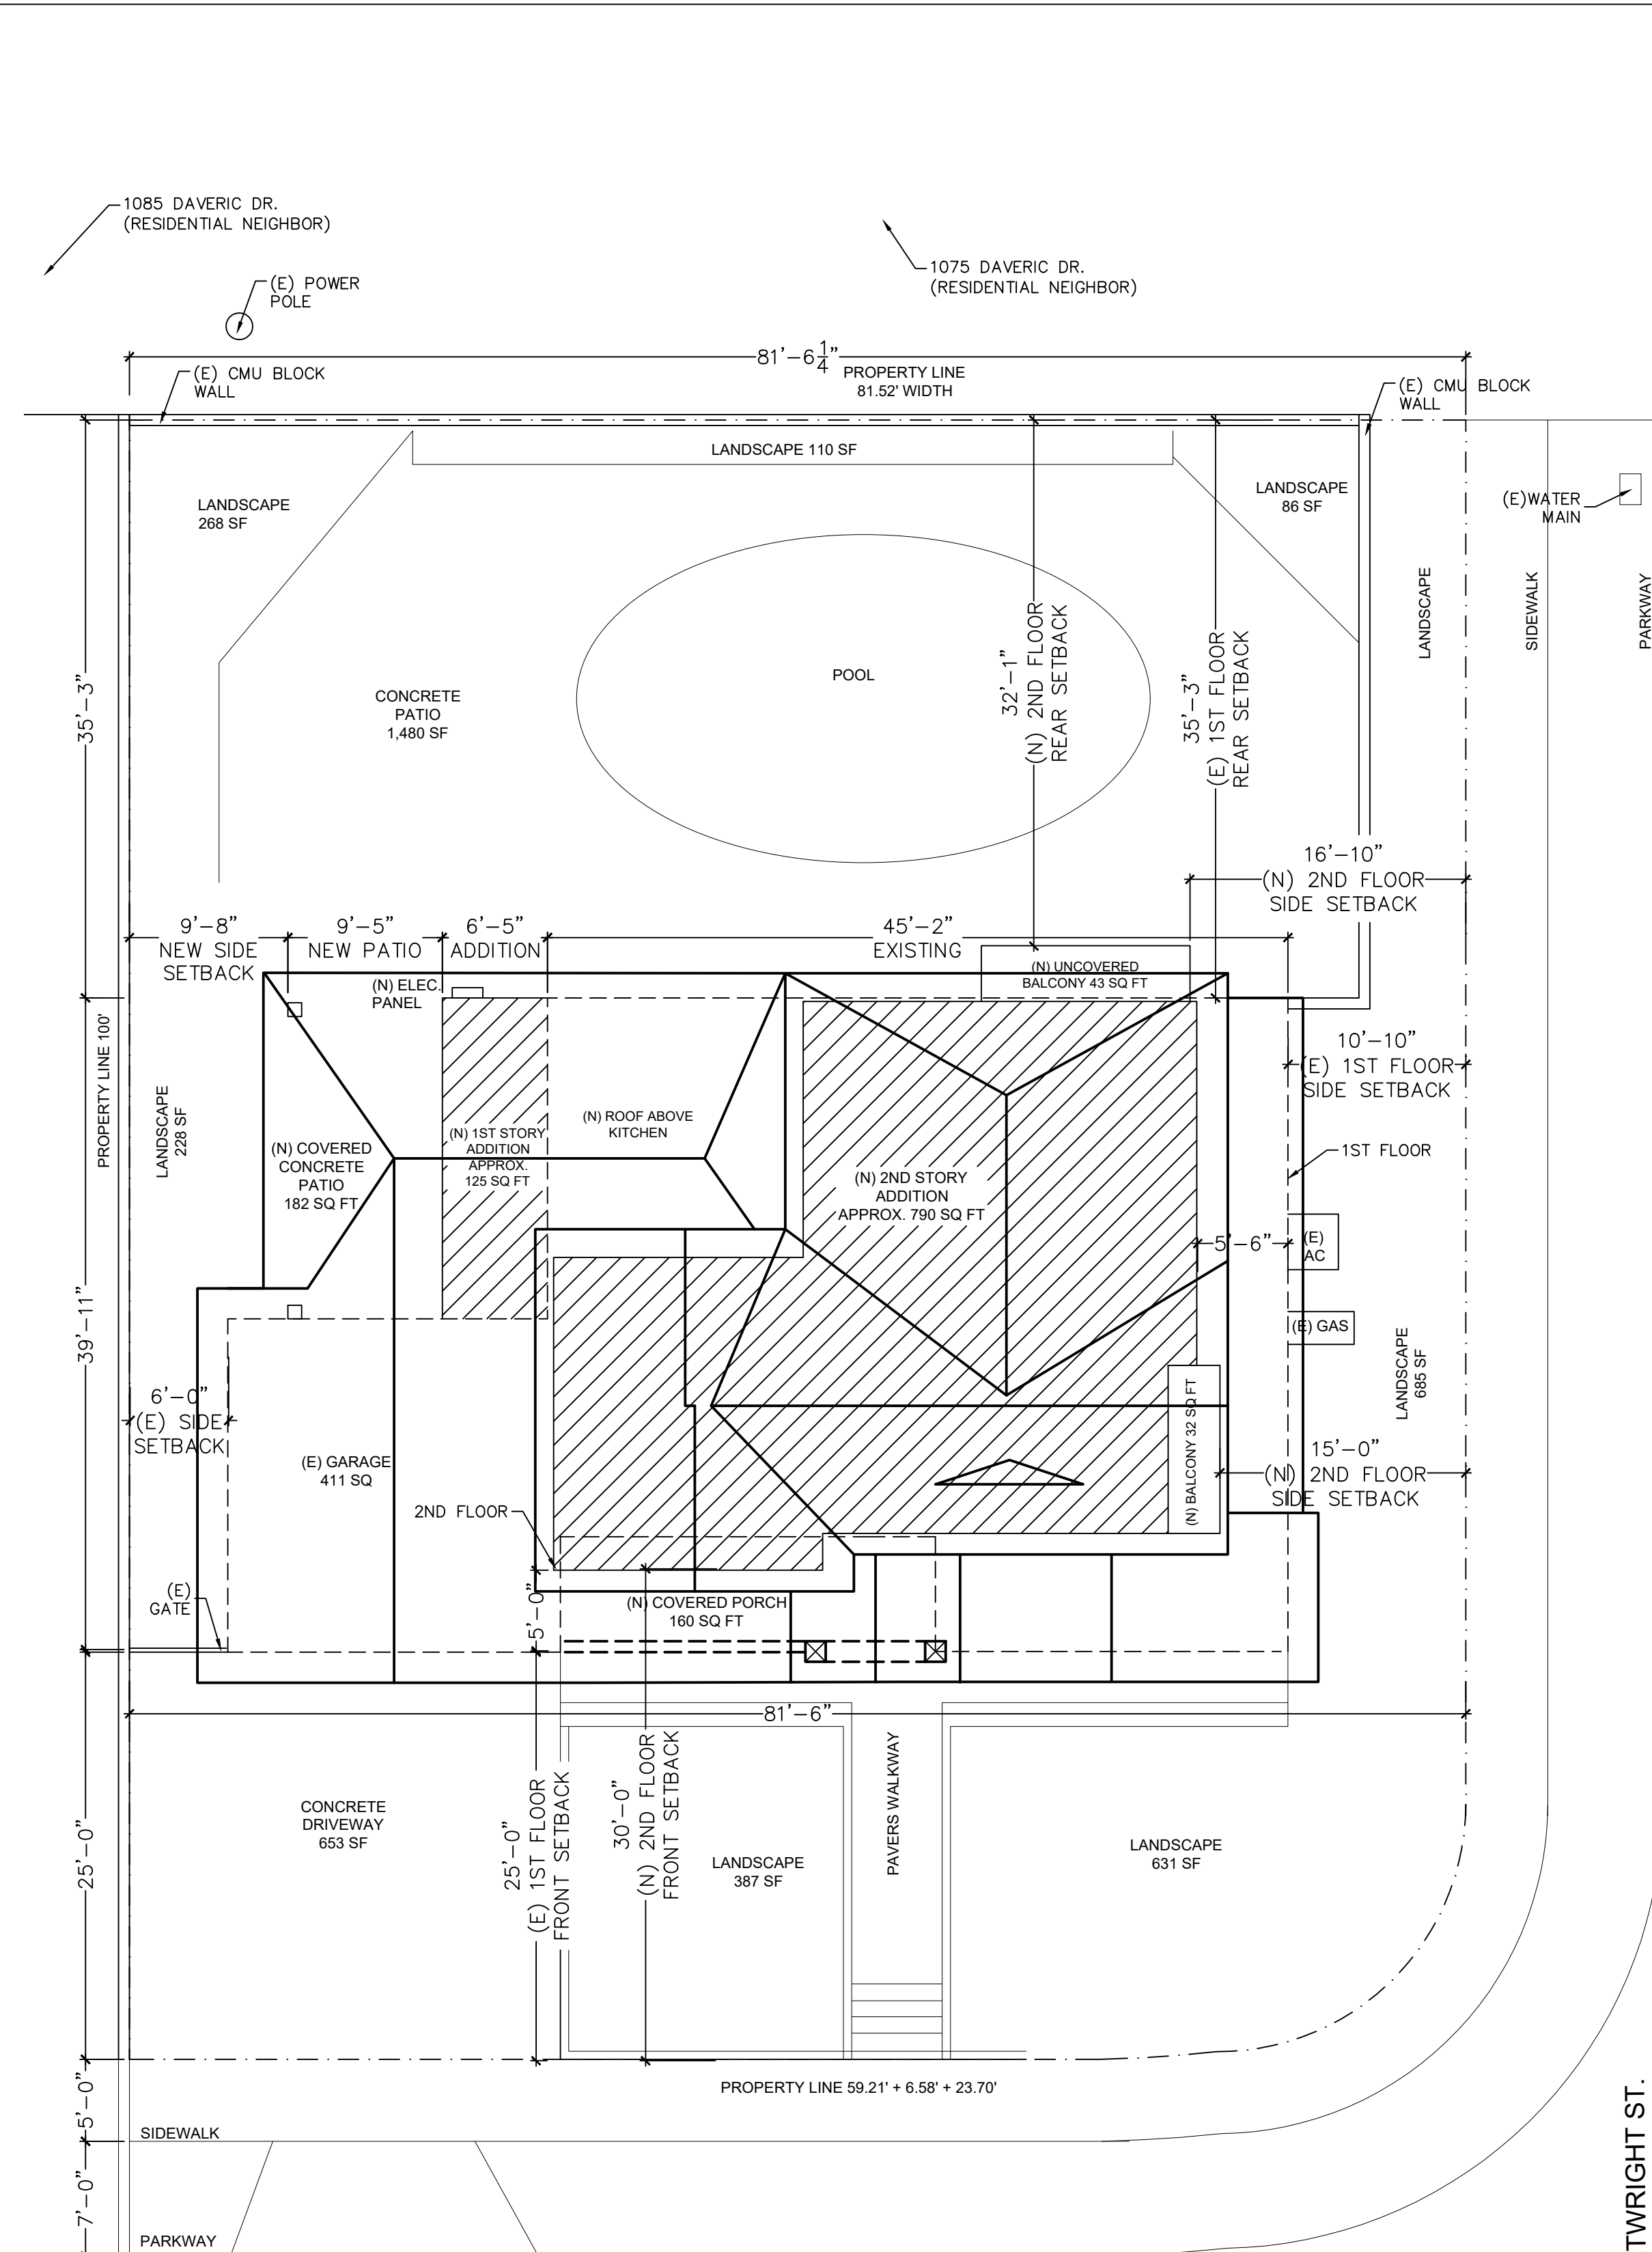 1085 DAVERIC DR.
(RESIDENTIAL NEIGHBOR)
1075 DAVERIC DR.
(RESIDENTIAL NEIGHBOR)
(E) POWER
POLE
81'-6 1/4"
PROPERTY LINE
81.52' WIDTH
(E) CMU BLOCK
WALL
(E) CMU BLOCK
WALL
LANDSCAPE 110 SF
LANDSCAPE
268 SF
LANDSCAPE
86 SF
(E)WATER
MAIN
LANDSCAPE
SIDEWALK
PARKWAY
35'-3"
CONCRETE
PATIO
1,480 SF
POOL
32'-1"
(N) 2ND FLOOR
REAR SETBACK
35'-3"
(E) 1ST FLOOR
REAR SETBACK
16'-10"
(N) 2ND FLOOR
SIDE SETBACK
9'-8"
NEW SIDE
SETBACK
9'-5"
NEW PATIO
6'-5"
ADDITION
45'-2"
EXISTING
(N) ELEC.
PANEL
(N) UNCOVERED
BALCONY 43 SQ FT
10'-10"
(E) 1ST FLOOR
SIDE SETBACK
PROPERTY LINE 100'
LANDSCAPE
228 SF
(N) COVERED
CONCRETE
PATIO
182 SQ FT
(N) 1ST STORY
ADDITION
APPROX.
125 SQ FT
(N) ROOF ABOVE
KITCHEN
(N) 2ND STORY
ADDITION
APPROX. 790 SQ FT
1ST FLOOR
5'-6"
(E)
AC
(E) GAS
39'-11"
6'-0"
(E) SIDE
SETBACK
(E) GARAGE
411 SQ
LANDSCAPE
685 SF
(N) BALCONY 32 SQ FT
15'-0"
(N) 2ND FLOOR
SIDE SETBACK
2ND FLOOR
(E)
GATE
5'-0"
(N) COVERED PORCH
160 SQ FT
81'-6"
25'-0"
CONCRETE
DRIVEWAY
653 SF
25'-0"
(E) 1ST FLOOR
FRONT SETBACK
30'-0"
(N) 2ND FLOOR
FRONT SETBACK
LANDSCAPE
387 SF
PAVERS WALKWAY
LANDSCAPE
631 SF
PROPERTY LINE 59.21' + 6.58' + 23.70'
5'-0"
SIDEWALK
7'-0"
PARKWAY
TWRIGHT ST.